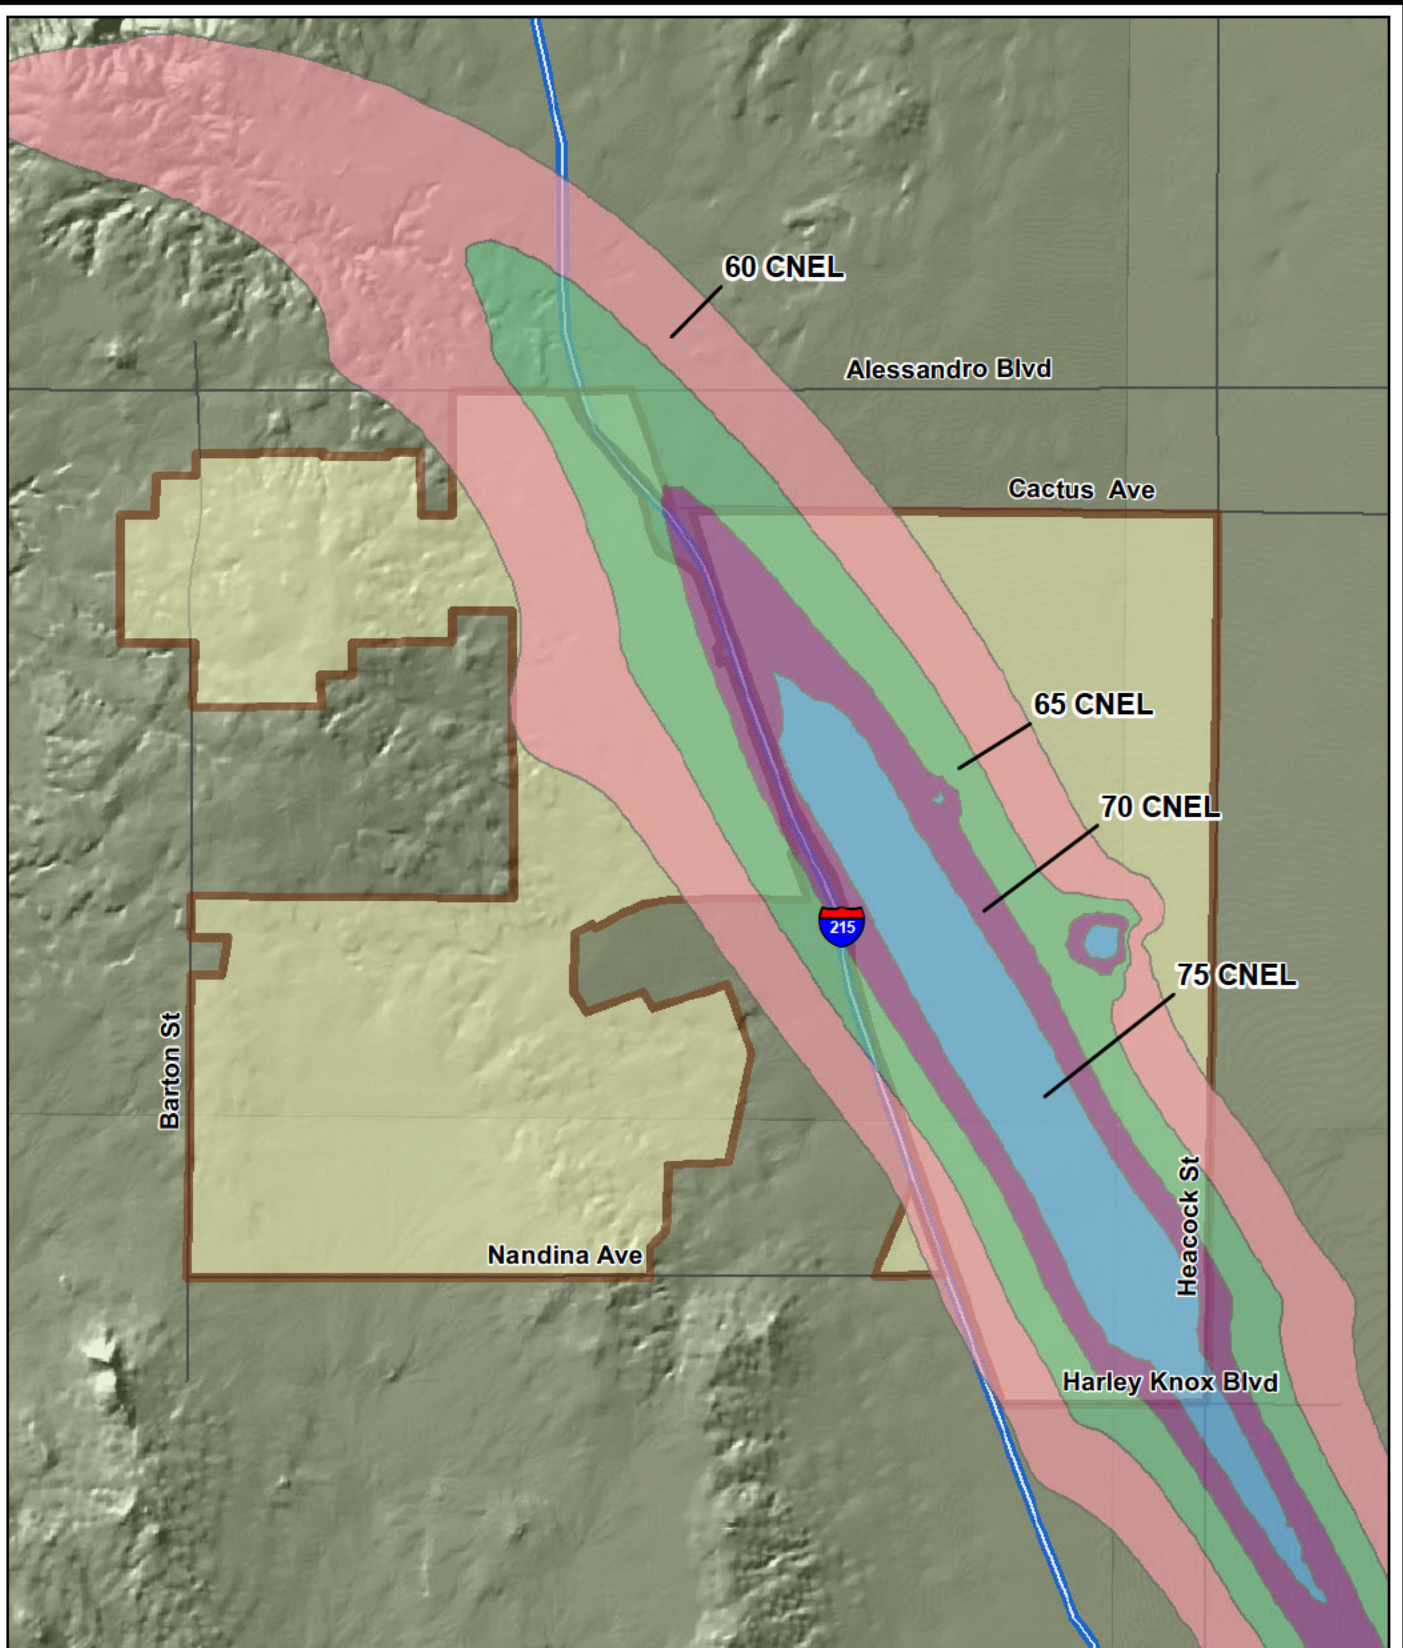 60 CNEL
Alessandro Blvd
Cactus Ave
65 CNEL
70 CNEL
215
75 CNEL
Barton St
Heacock St
Nandina Ave
Harley Knox Blvd